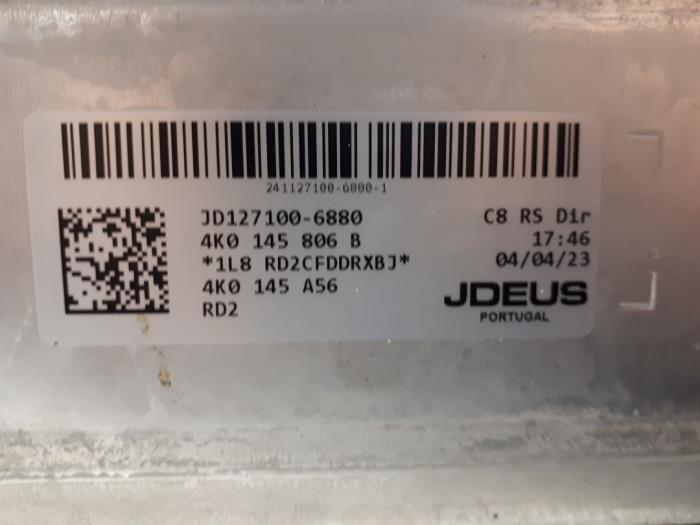 241127100-6880-1
JD127100-6880
4K0 145 806 B
*1L8 RD2CFDDRXBJ*
4K0 145 A56
RD2
C8 RS Dir
17:46
04/04/23
JDEUS
PORTUGAL